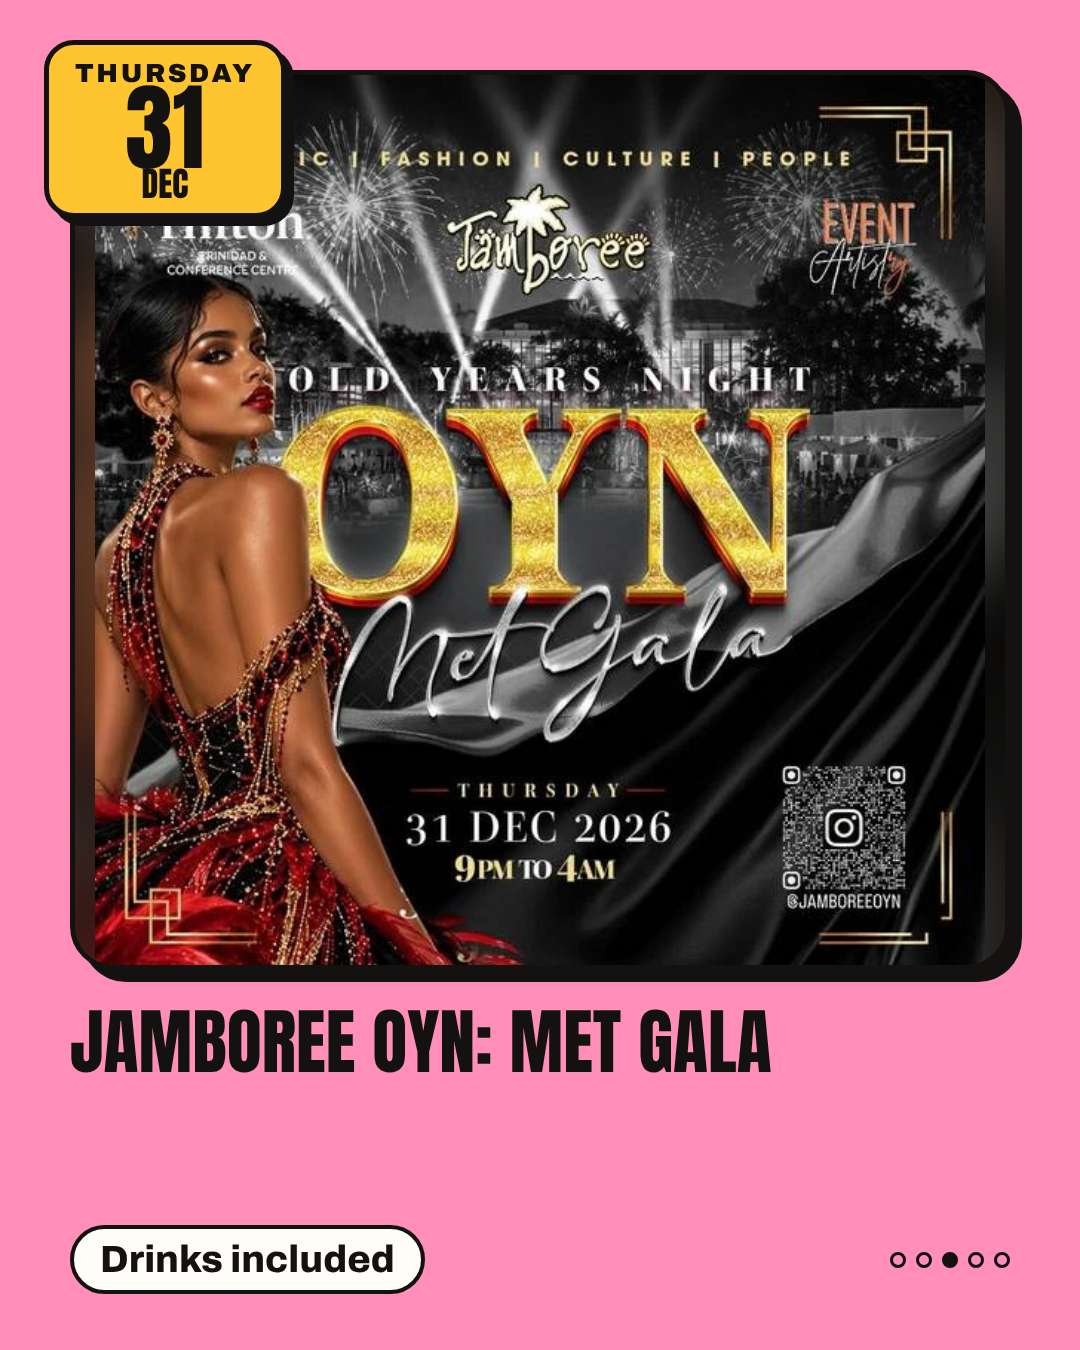 THURSDAY
31
DEC
IC | FASHION | CULTURE | PEOPLE
Hilton
TRINIDAD &
CONFERENCE CENTRE
Jamboree
EVENT
Artistry
OLD YEARS NIGHT
OYN
Met Gala
THURSDAY
31 DEC 2026
9PM TO 4AM
@JAMBOREEOYN
JAMBOREE OYN: MET GALA
Drinks included